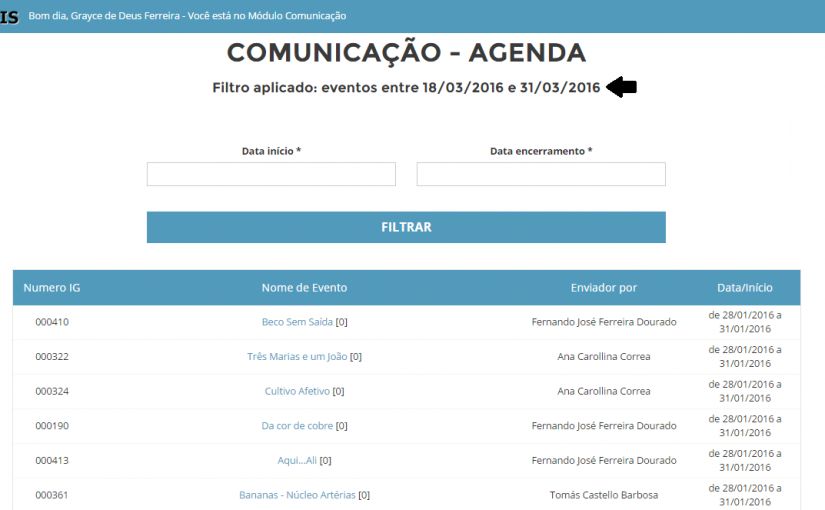 IS Bom dia, Grayce de Deus Ferreira - Você está no Módulo Comunicação
COMUNICAÇÃO - AGENDA
Filtro aplicado: eventos entre 18/03/2016 e 31/03/2016
Data início * Data encerramento *
FILTRAR
Numero IG Nome de Evento Enviador por Data/Início
000410 Beco Sem Saída [0] Fernando José Ferreira Dourado de 28/01/2016 a
31/01/2016
000322 Três Marias e um João [0] Ana Carollina Correa de 28/01/2016 a
31/01/2016
000324 Cultivo Afetivo [0] Ana Carollina Correa de 28/01/2016 a
31/01/2016
000190 Da cor de cobre [0] Fernando José Ferreira Dourado de 28/01/2016 a
31/01/2016
000413 Aqui...Ali [0] Fernando José Ferreira Dourado de 28/01/2016 a
31/01/2016
000361 Bananas - Núcleo Artérias [0] Tomás Castello Barbosa de 28/01/2016 a
31/01/2016